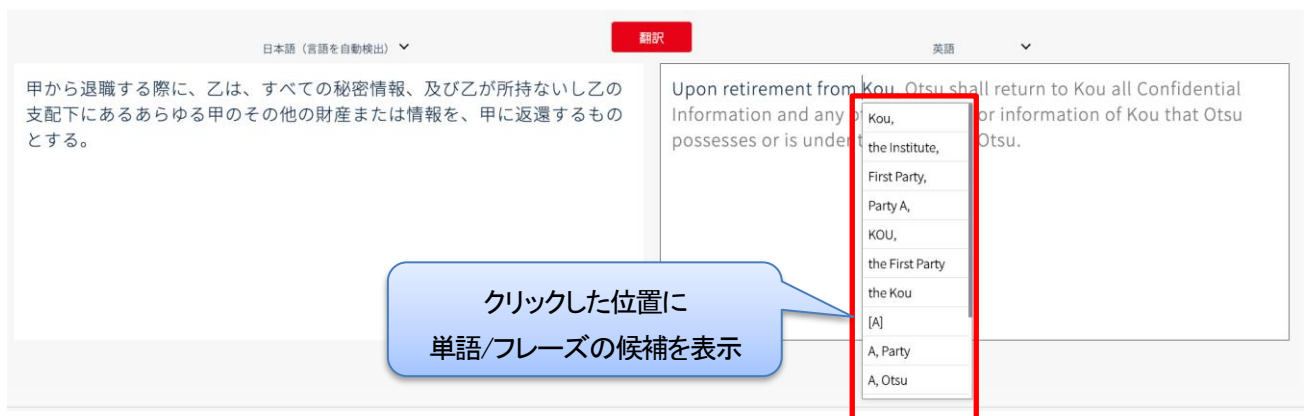 日本語（言語を自動検出）
翻訳
英語
甲から退職する際に、乙は、すべての秘密情報、及び乙が所持ないし乙の
支配下にあるあらゆる甲のその他の財産または情報を、甲に返還するもの
とする。
Upon retirement from Kou, Otsu shall return to Kou all Confidential
Information and any or information of Kou that Otsu
possesses or is under Otsu.
Kou,
the Institute,
First Party,
Party A,
KOU,
the First Party
the Kou
[A]
A, Party
A, Otsu
クリックした位置に
単語/フレーズの候補を表示